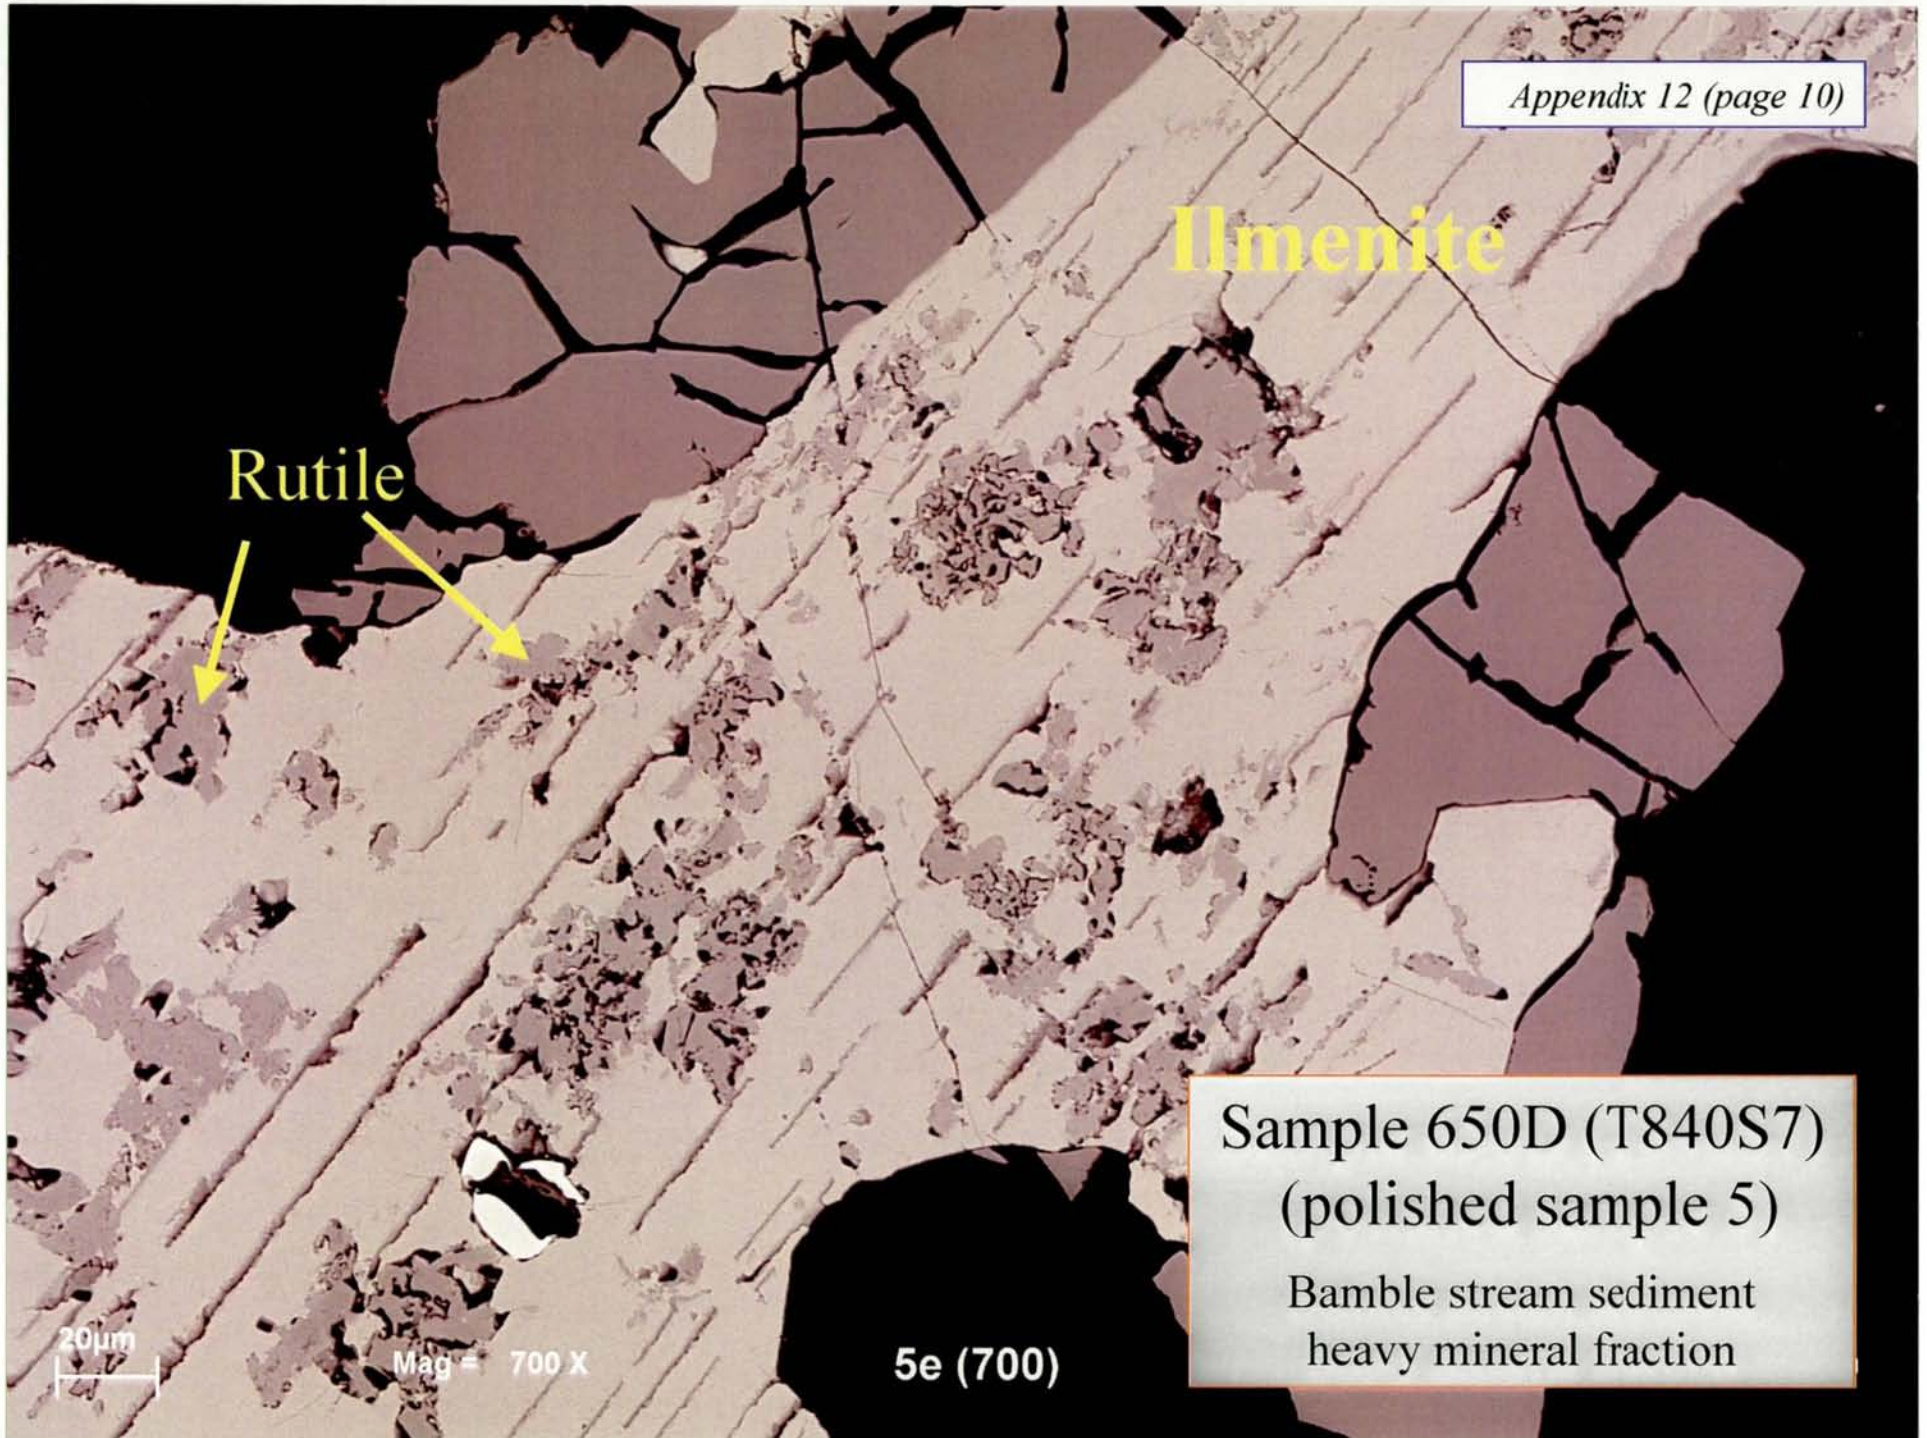 Appendix 12 (page 10)
Ilmenite
Rutile
Sample 650D (T840S7)
(polished sample 5)
Bamble stream sediment
heavy mineral fraction
20µm
Mag = 700 X
5e (700)